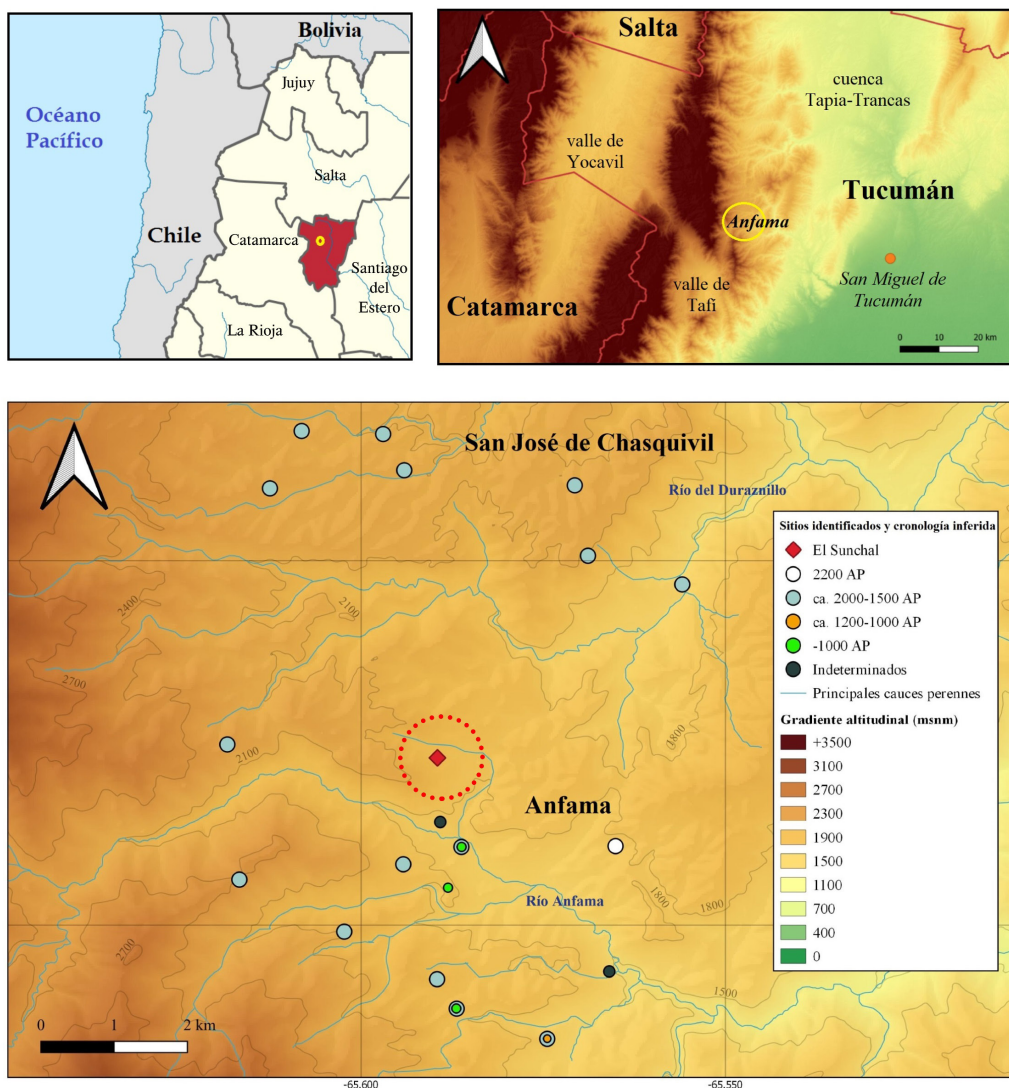 Bolivia
Jujuy
Océano
Pacífico
Salta
Chile
Catamarca
Santiago
del
Estero
La Rioja
Salta
cuenca
Tapia-Trancas
valle de
Yocavil
Tucumán
Anfama
valle de
Tafí
San Miguel de
Tucumán
Catamarca
0 10 20 km
San José de Chasquivil
Río del Duraznillo
Sitios identificados y cronología inferida
El Sunchal
2200 AP
ca. 2000-1500 AP
ca. 1200-1000 AP
-1000 AP
Indeterminados
Principales cauces perennes
Gradiente altitudinal (msnm)
+3500
3100
2700
2300
1900
1500
1100
700
400
0
2400
2100
2700
1800
2100
Anfama
Río Anfama
1800
1800
2700
1500
0 1 2 km
-65.600
-65.550